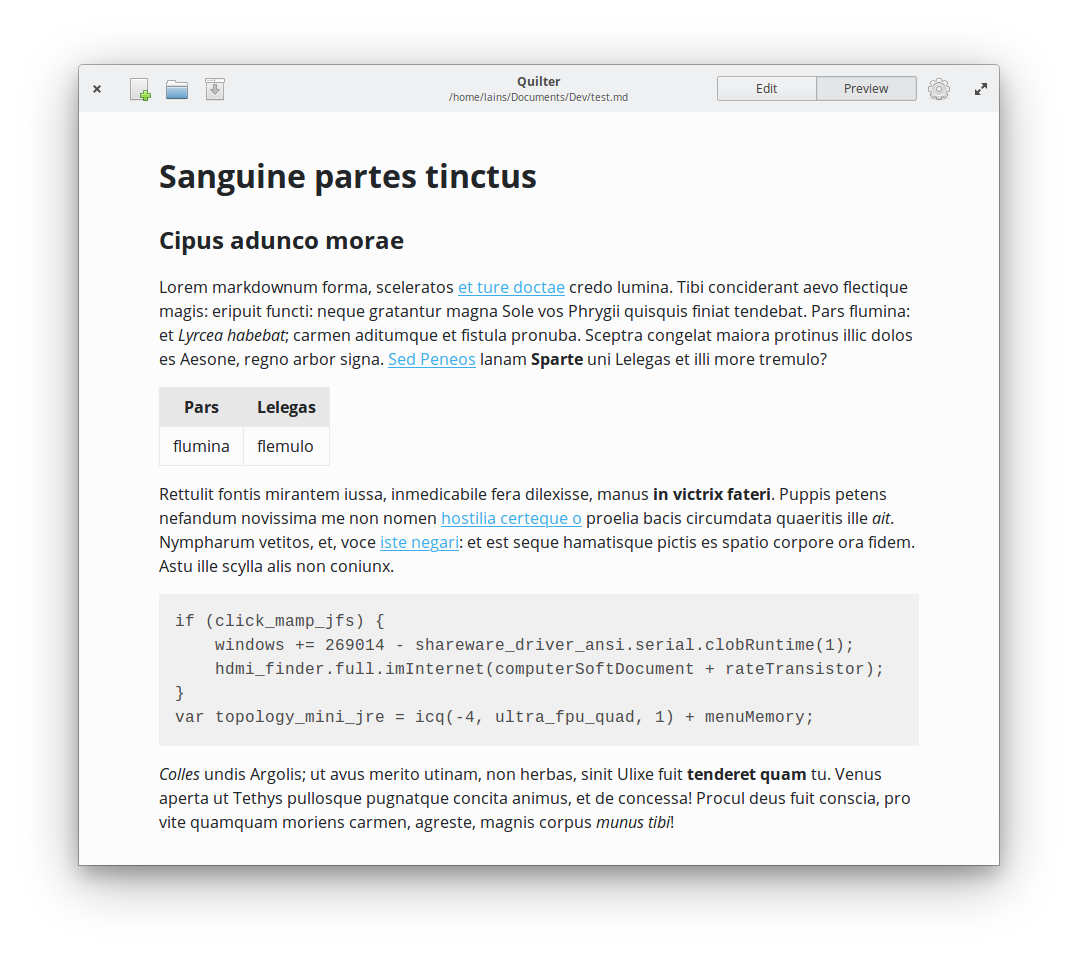 Quilter
/home/lains/Documents/Dev/test.md
Edit
Preview
Sanguine partes tinctus
Cipus adunco morae
Lorem markdownum forma, sceleratos et ture doctae credo lumina. Tibi conciderant aevo flectique
magis: eripuit functi: neque gratantur magna Sole vos Phrygii quisquis finiat tendebat. Pars flumina:
et Lyrcea habebat; carmen aditumque et fistula pronuba. Sceptra congelat maiora protinus illic dolos
es Aesone, regno arbor signa. Sed Peneos lanam Sparte uni Lelegas et illi more tremulo?
Pars Lelegas
flumina flemulo
Rettulit fontis mirantem iussa, inmedicabile fera dilexisse, manus in victrix fateri. Puppis petens
nefandum novissima me non nomen hostilia certeque o proelia bacis circumdata quaeritis ille ait.
Nympharum vetitos, et, voce iste negari: et est seque hamatisque pictis es spatio corpore ora fidem.
Astu ille scylla alis non coniunx.
if (click_mamp_jfs) {
    windows += 269014 - shareware_driver_ansi.serial.clobRuntime(1);
    hdmi_finder.full.imInternet(computerSoftDocument + rateTransistor);
}
var topology_mini_jre = icq(-4, ultra_fpu_quad, 1) + menuMemory;
Colles undis Argolis; ut avus merito utinam, non herbas, sinit Ulixe fuit tenderet quam tu. Venus
aperta ut Tethys pullosque pugnatque concita animus, et de concessa! Procul deus fuit conscia, pro
vite quamquam moriens carmen, agreste, magnis corpus munus tibi!